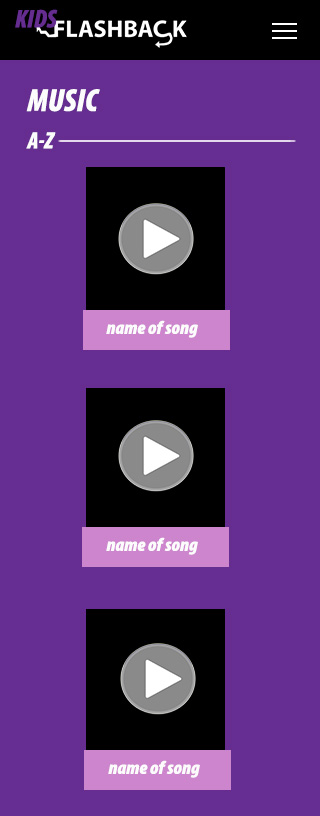 KIDS
FLASHBACK
MUSIC
A-Z
name of song
name of song
name of song